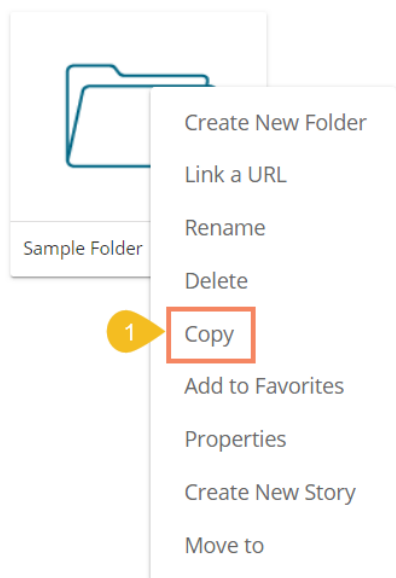 Create New Folder
Link a URL
Rename
Sample Folder
Delete
1
Copy
Add to Favorites
Properties
Create New Story
Move to